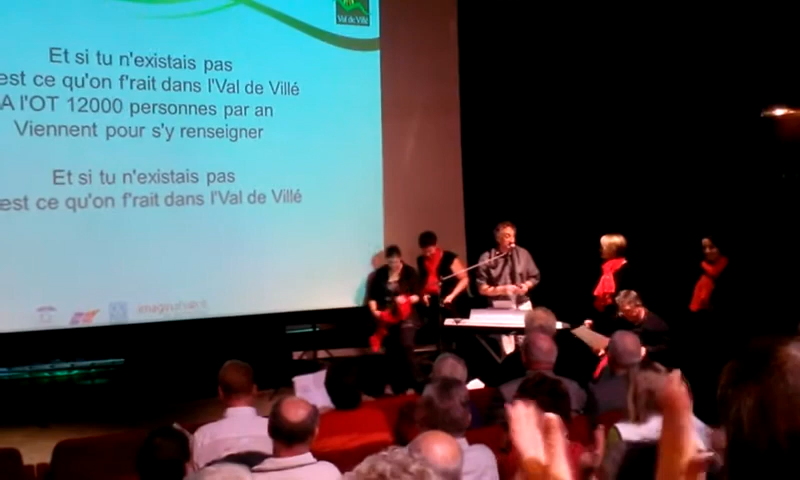 Val de Villé
Et si tu n'existais pas
est ce qu'on f'rait dans l'Val de Villé
A l'OT 12000 personnes par an
Viennent pour s'y renseigner
Et si tu n'existais pas
est ce qu'on f'rait dans l'Val de Villé